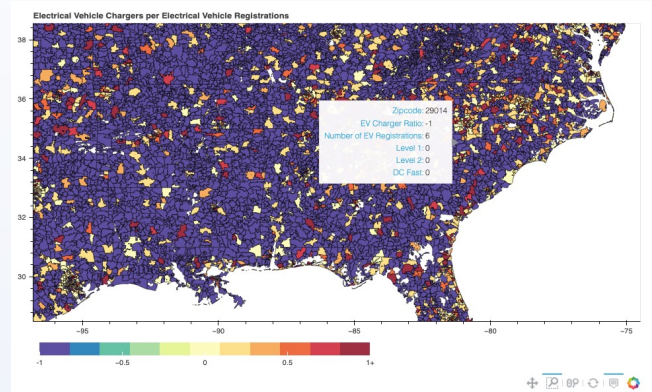 Electrical Vehicle Chargers per Electrical Vehicle Registrations
38
36
34
32
30
Zipcode: 29014
EV Charger Ratio: -1
Number of EV Registrations: 6
Level 1: 0
Level 2: 0
DC Fast: 0
−95 −90 −85 −80 −75
-1 -0.5 0 0.5 1+